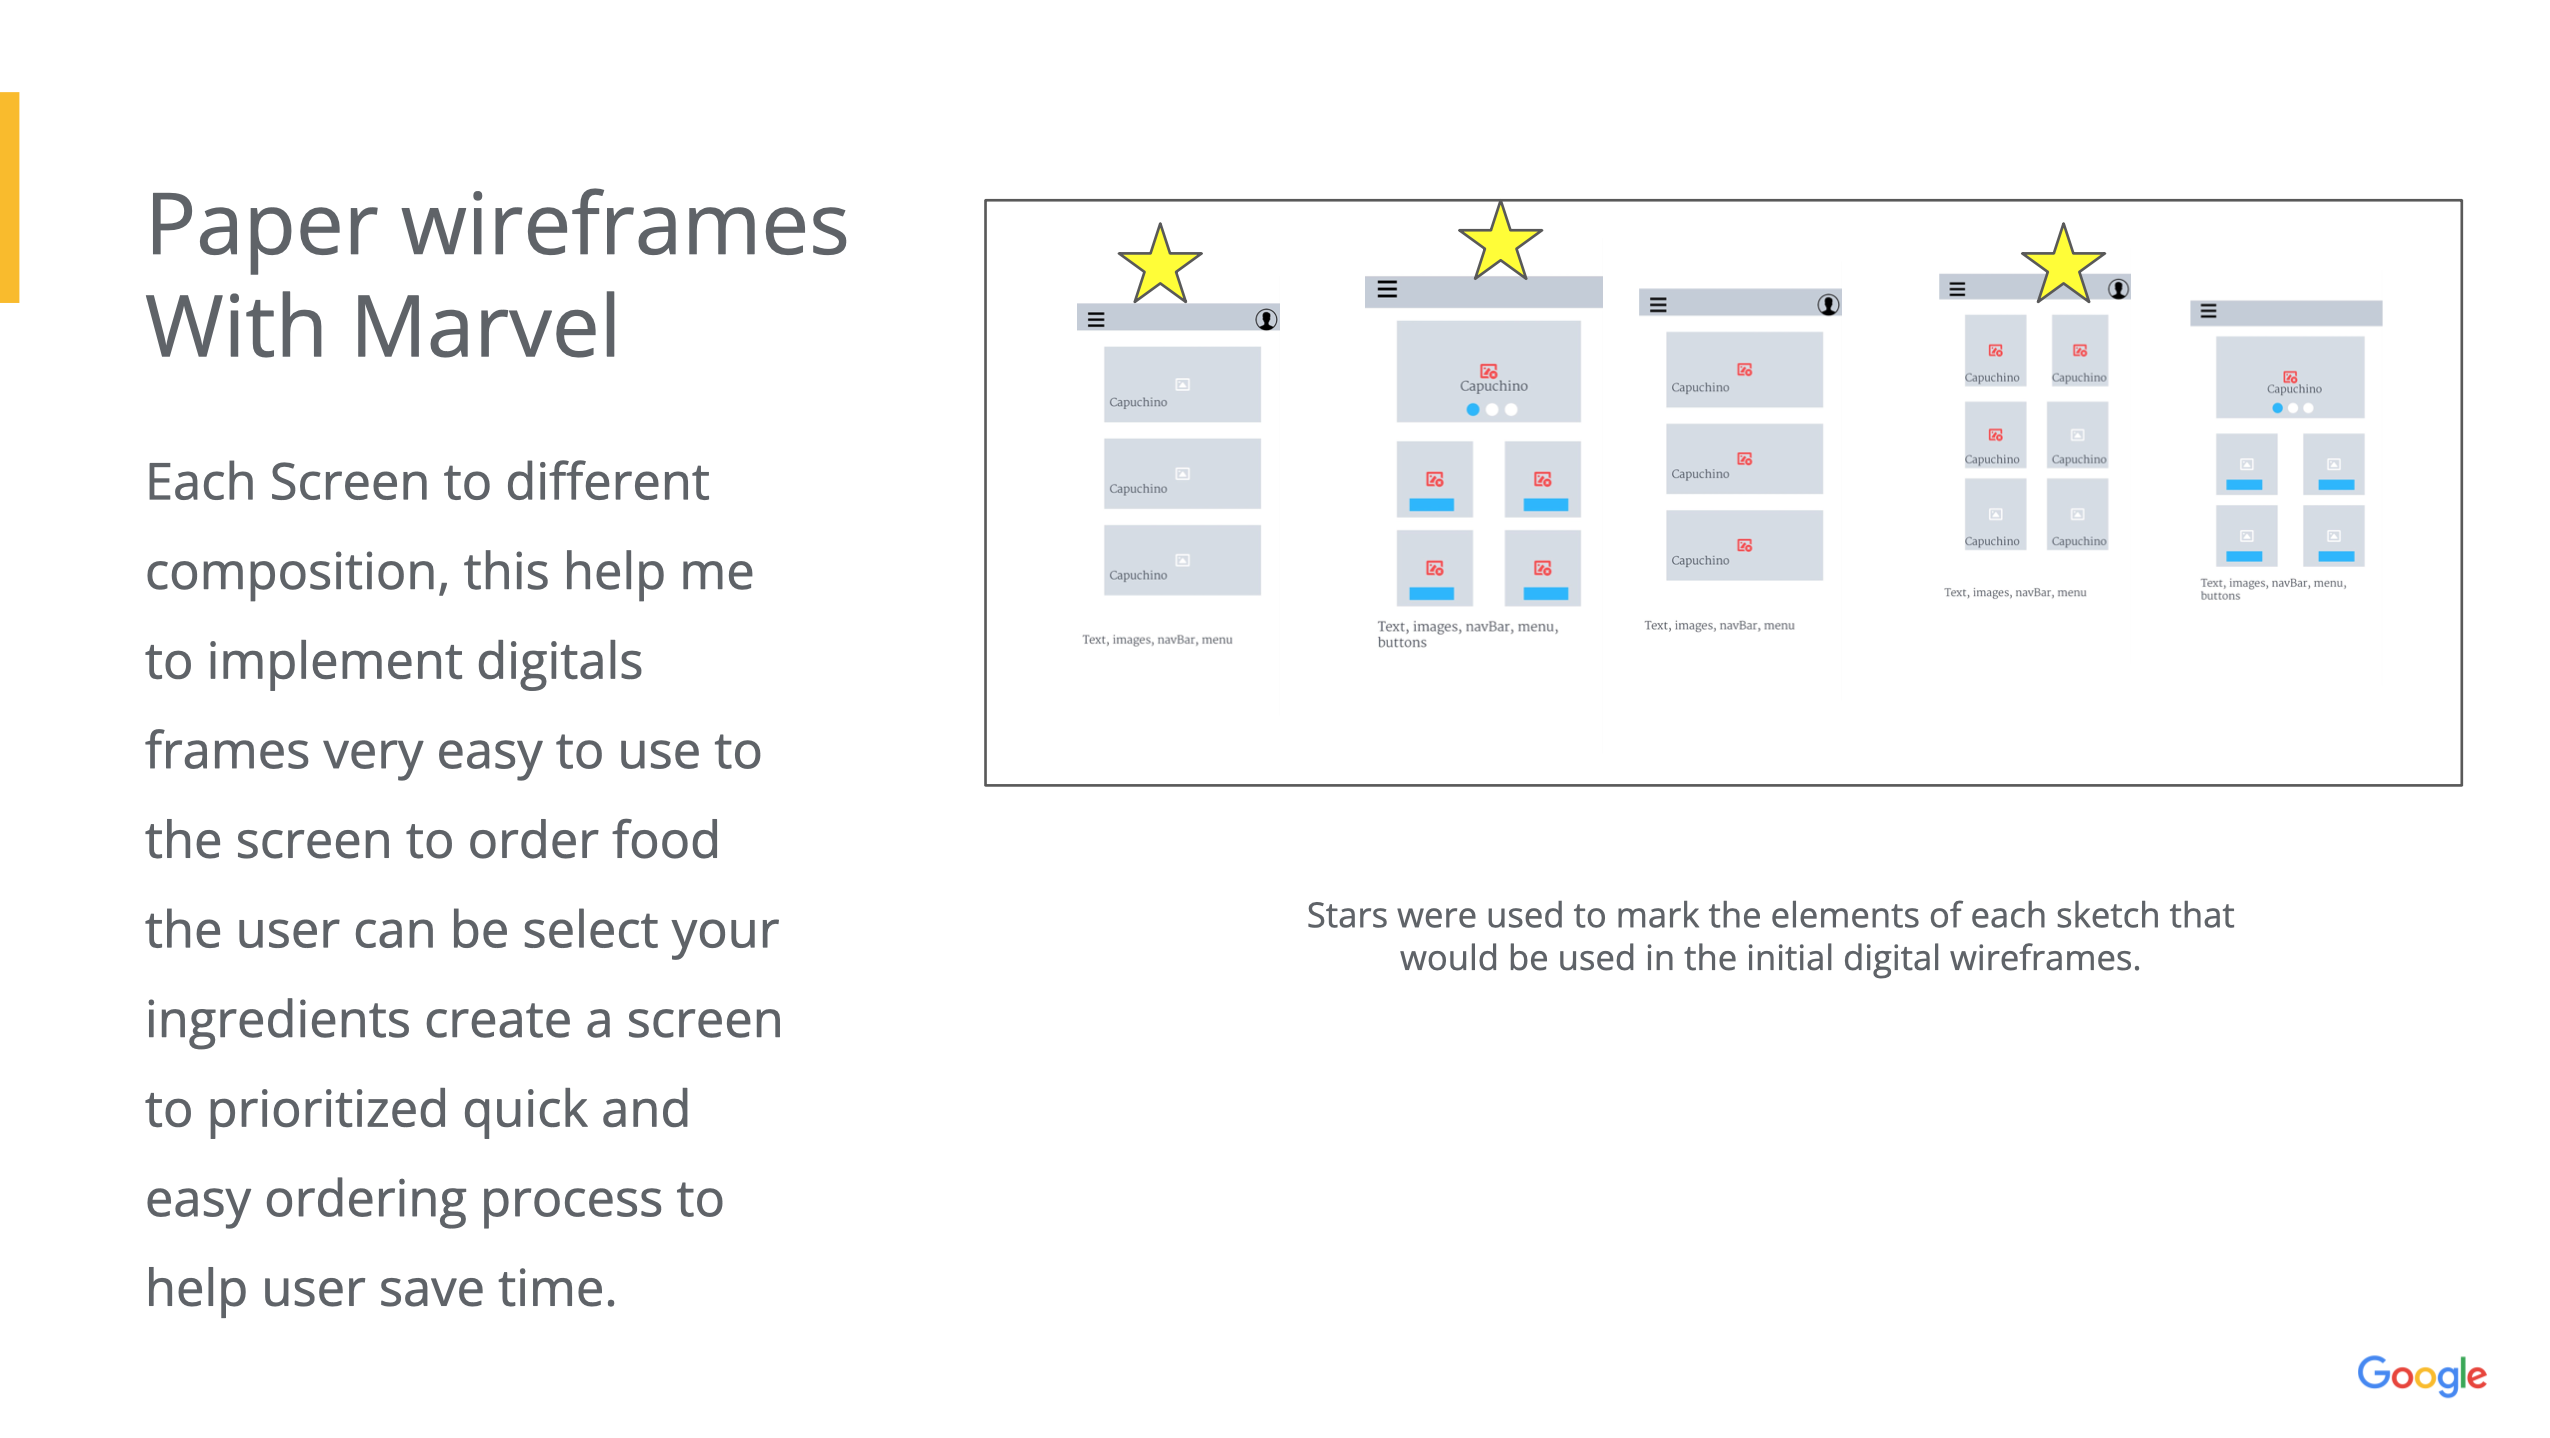 Paper wireframes
With Marvel
Each Screen to different
composition, this help me
to implement digitals
frames very easy to use to
the screen to order food
the user can be select your
ingredients create a screen
to prioritized quick and
easy ordering process to
help user save time.
Capuchino
Capuchino
Capuchino
Text, images, navBar, menu
Capuchino
Text, images, navBar, menu,
buttons
Capuchino
Capuchino
Capuchino
Text, images, navBar, menu
Capuchino Capuchino
Capuchino Capuchino
Capuchino Capuchino
Text, images, navBar, menu
Capuchino
Text, images, navBar, menu,
buttons
Stars were used to mark the elements of each sketch that
would be used in the initial digital wireframes.
Google